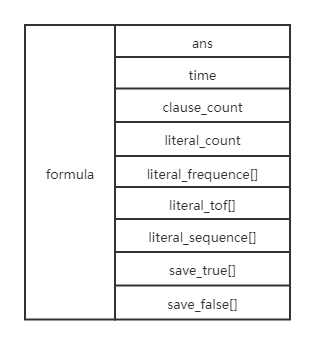 formula
ans
time
clause_count
literal_count
literal_frequence[]
literal_tof[]
literal_sequence[]
save_true[]
save_false[]